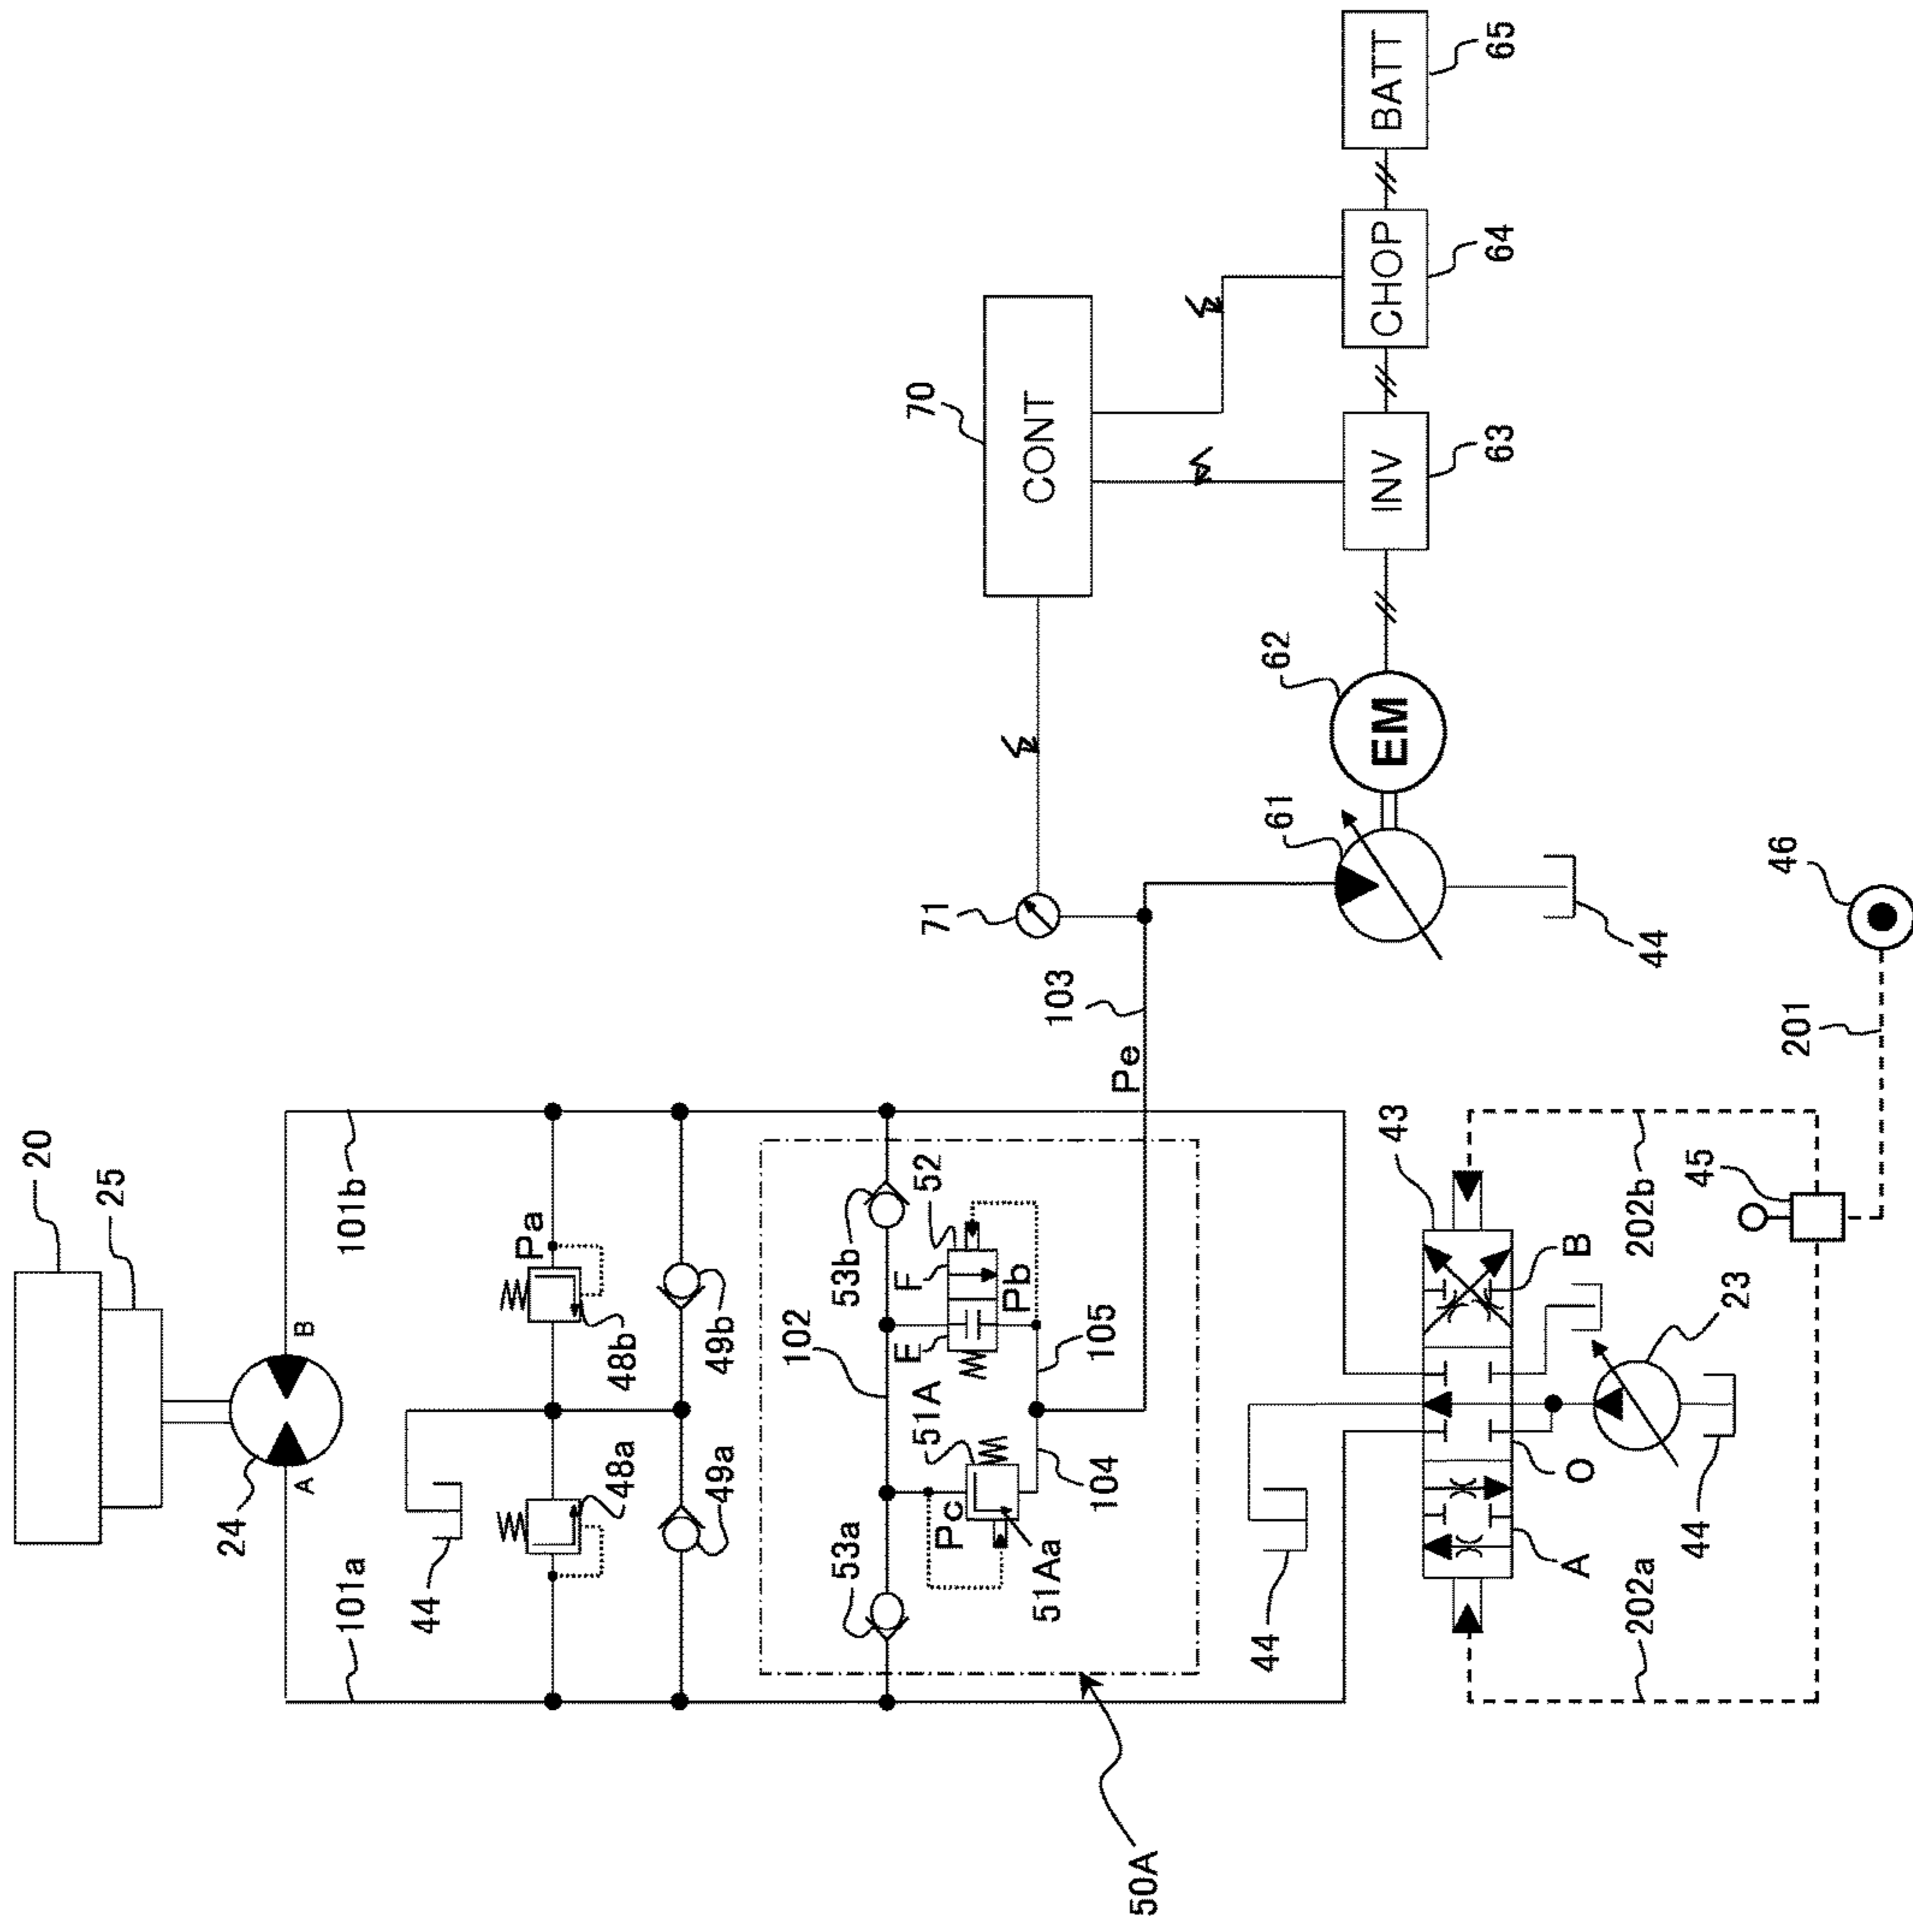 20
25
24
A
B
101a
101b
44
48a
48b
Pa
49a
49b
53a
53b
102
52
F
E
Pb
51A
Pc
51Aa
104
105
50A
Pe
103
71
70
CONT
61
62
EM
INV
63
CHOP
64
BATT
65
44
44
43
A
O
B
23
44
202a
202b
45
201
46